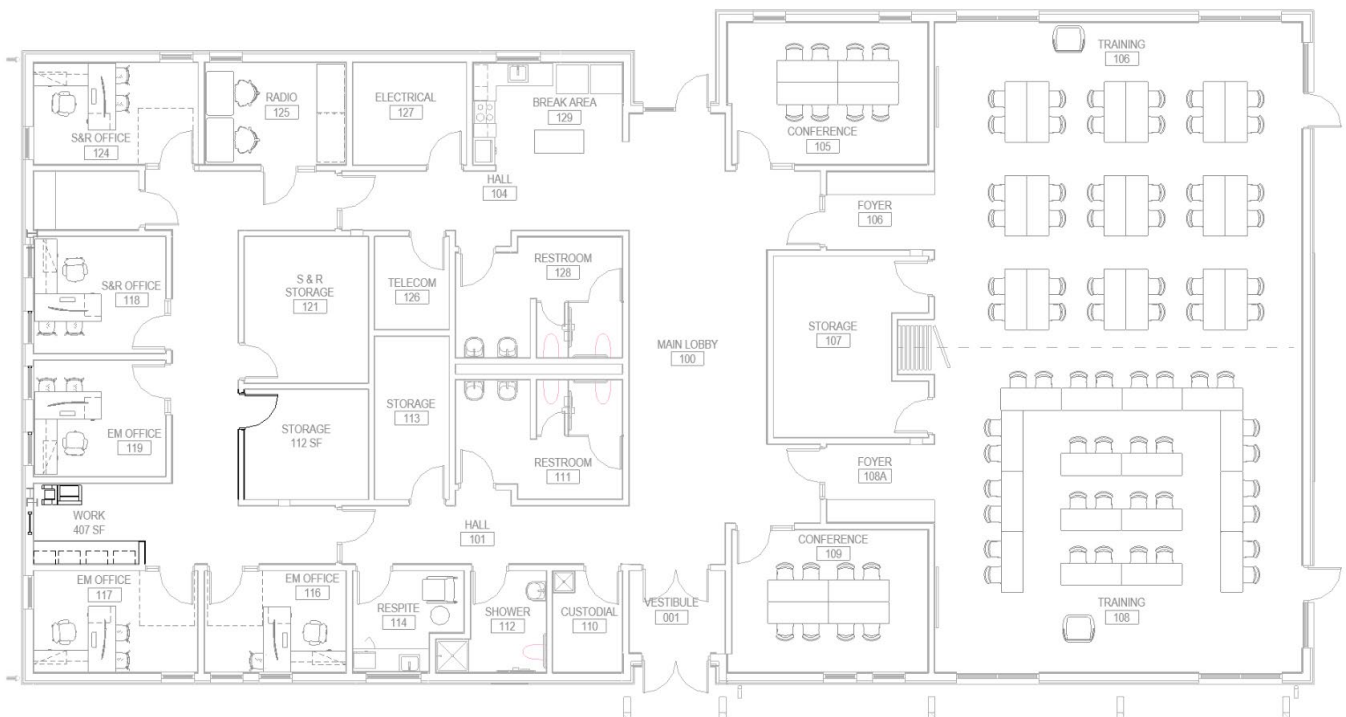 TRAINING
106
RADIO
125
ELECTRICAL
127
BREAK AREA
129
S&R OFFICE
124
CONFERENCE
105
HALL
104
FOYER
106
RESTROOM
128
S & R
STORAGE
121
TELECOM
126
S&R OFFICE
118
STORAGE
107
MAIN LOBBY
100
STORAGE
113
STORAGE
112 SF
EM OFFICE
119
RESTROOM
111
FOYER
108A
WORK
407 SF
HALL
101
CONFERENCE
109
EM OFFICE
117
EM OFFICE
116
RESPITE
114
SHOWER
112
CUSTODIAL
110
VESTIBULE
001
TRAINING
108